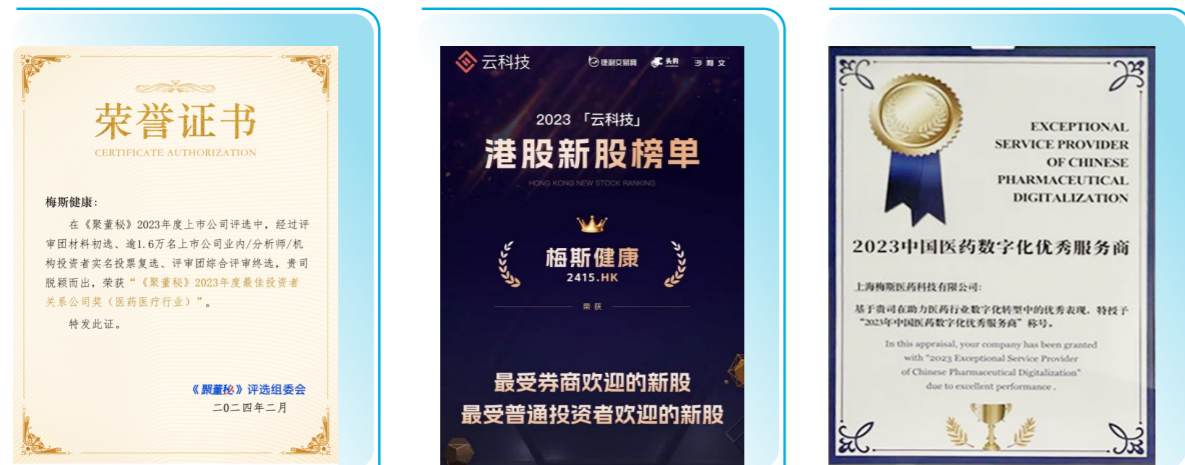 荣誉证书
CERTIFICATE AUTHORIZATION
梅斯健康:
在《聚董秘》2023年度上市公司评选中，经过评
审团材料初选、逾1.6万名上市公司业内/分析师/机
构投资者实名投票复选、评审团综合评审终选，贵司
脱颖而出，荣获“《聚董秘》2023年度最佳投资者
关系公司奖（医药医疗行业）”。
特发此证。
《聚董秘》评选组委会
二〇二四年二月
云科技
捷利交易宝 头条
2023 「云科技」
港股新股榜单
HONG KONG NEW STOCK RANKING
梅斯健康
2415.HK
荣获
最受券商欢迎的新股
最受普通投资者欢迎的新股
EXCEPTIONAL
SERVICE PROVIDER
OF CHINESE
PHARMACEUTICAL
DIGITALIZATION
2023中国医药数字化优秀服务商
上海梅斯医药科技有限公司:
基于贵司在助力医药行业数字化转型中的优秀表现，特授予
“2023年中国医药数字化优秀服务商”称号。
In this appraisal, your company has been granted
with "2023 Exceptional Service Provider
of Chinese Pharmaceutical Digitalization"
due to excellent performance .